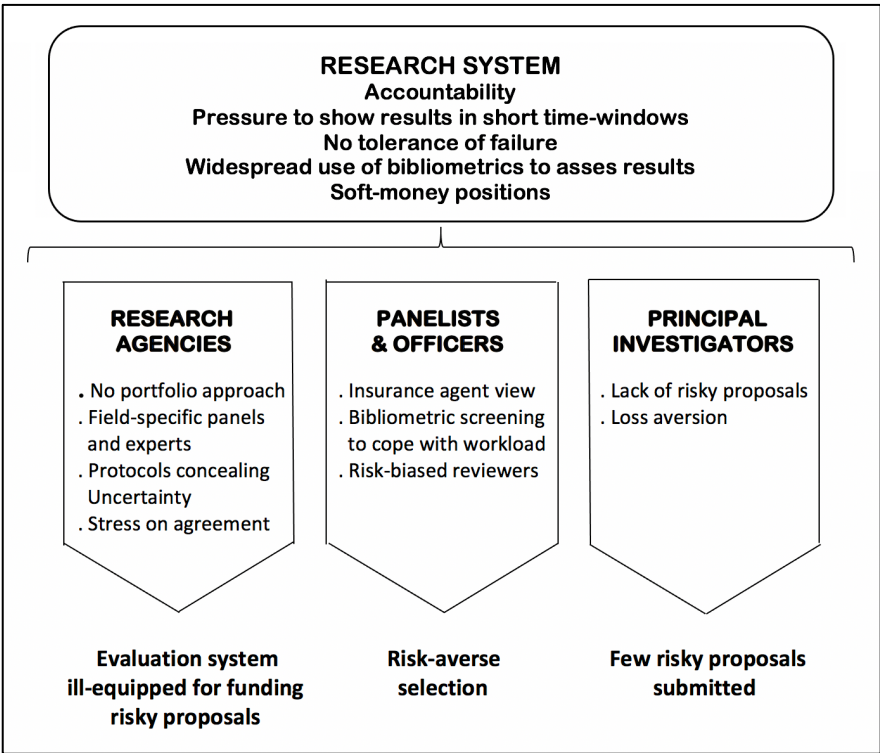 RESEARCH SYSTEM
Accountability
Pressure to show results in short time-windows
No tolerance of failure
Widespread use of bibliometrics to asses results
Soft-money positions
RESEARCH
AGENCIES
. No portfolio approach
. Field-specific panels
and experts
. Protocols concealing
Uncertainty
. Stress on agreement
PANELISTS
& OFFICERS
. Insurance agent view
. Bibliometric screening
to cope with workload
. Risk-biased reviewers
PRINCIPAL
INVESTIGATORS
. Lack of risky proposals
. Loss aversion
Evaluation system
ill-equipped for funding
risky proposals
Risk-averse
selection
Few risky proposals
submitted